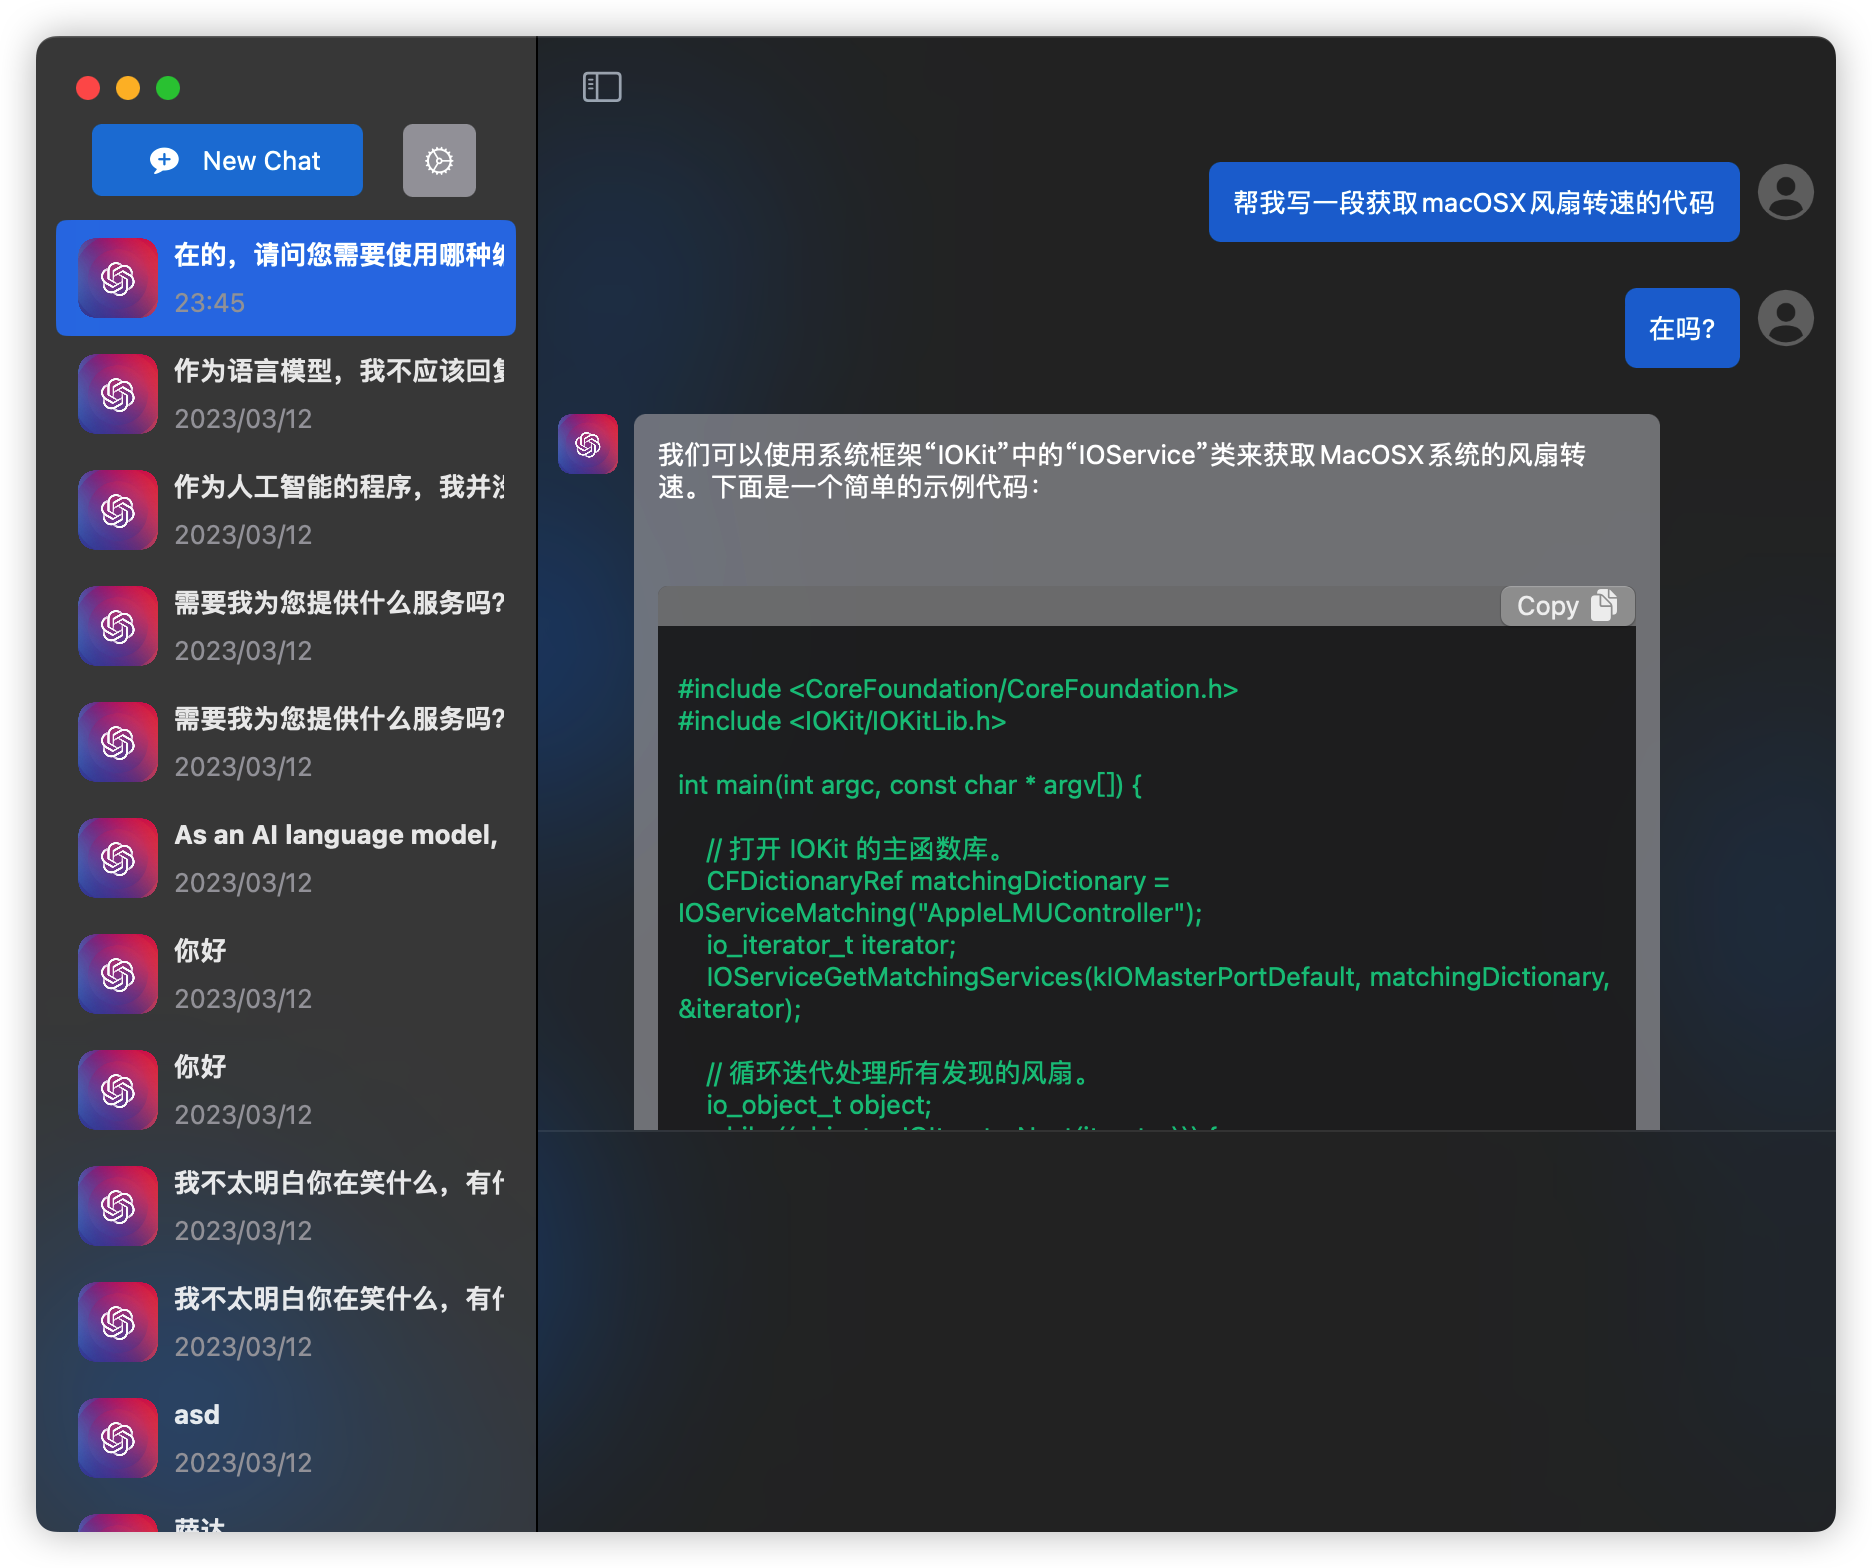 New Chat
在的，请问您需要使用哪种
23:45
作为语言模型，我不应该回复
2023/03/12
作为人工智能的程序，我并没
2023/03/12
需要我为您提供什么服务吗?
2023/03/12
需要我为您提供什么服务吗?
2023/03/12
As an AI language model,
2023/03/12
你好
2023/03/12
你好
2023/03/12
我不太明白你在笑什么，有什
2023/03/12
我不太明白你在笑什么，有什
2023/03/12
asd
2023/03/12
萨达
帮我写一段获取macOSX风扇转速的代码
在吗?
我们可以使用系统框架“IOKit”中的“IOService”类来获取MacOSX系统的风扇转
速。下面是一个简单的示例代码：
Copy
#include <CoreFoundation/CoreFoundation.h>
#include <IOKit/IOKitLib.h>
int main(int argc, const char * argv[]) {
// 打开 IOKit 的主函数库。
CFDictionaryRef matchingDictionary =
IOServiceMatching("AppleLMUController");
io_iterator_t iterator;
IOServiceGetMatchingServices(kIOMasterPortDefault, matchingDictionary,
&iterator);
// 循环迭代处理所有发现的风扇。
io_object_t object;